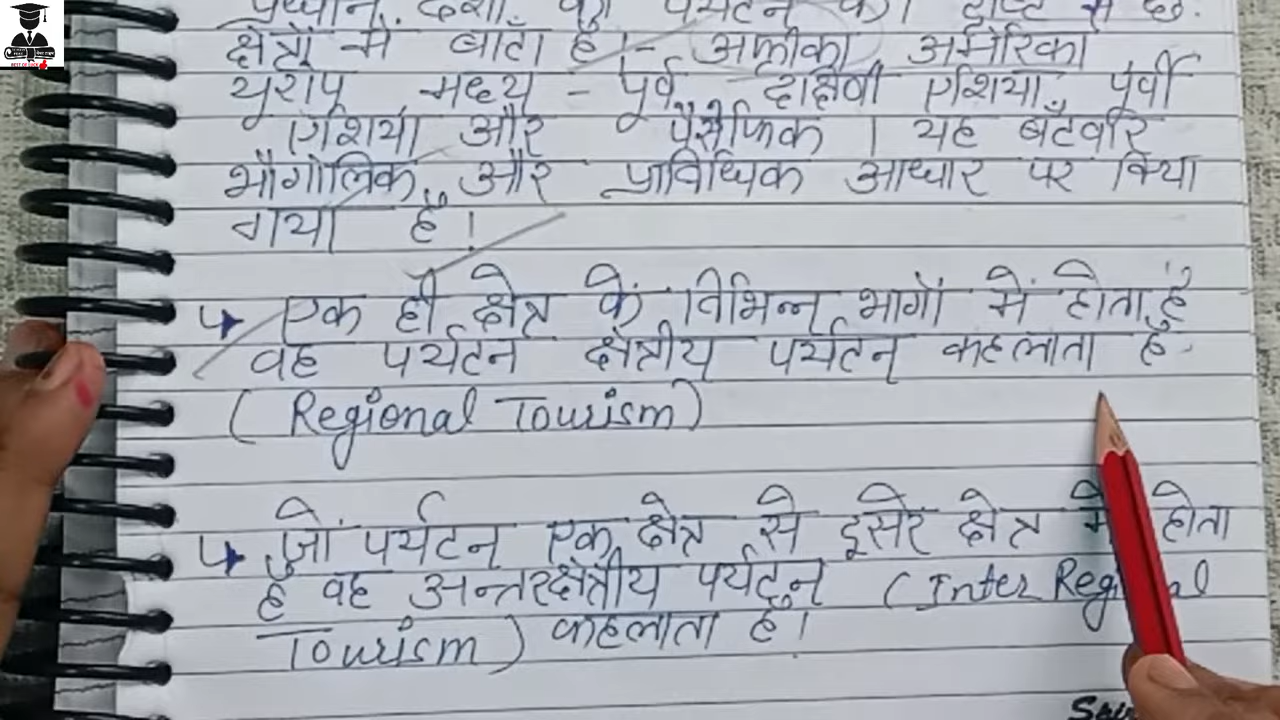 क्षेत्रों में बाँटा है।- अफ्रीका अमेरिका
यूरोप मध्य - पूर्व दक्षिणी एशिया, पूर्वी
एशिया और पैसेफिक । यह बँटवारे
भौगोलिक, और प्राविधिक आधार पर किया
गया है।
एक ही क्षेत्र के विभिन्न भागों में होता है
वह पर्यटन क्षेत्रीय पर्यटन कहलाता है
(Regional Tourism)
जो पर्यटन एक क्षेत्र से दूसरे क्षेत्र में होता
है वह अन्तरक्षेत्रीय पर्यटन (Inter Regional
Tourism) कहलाता है।